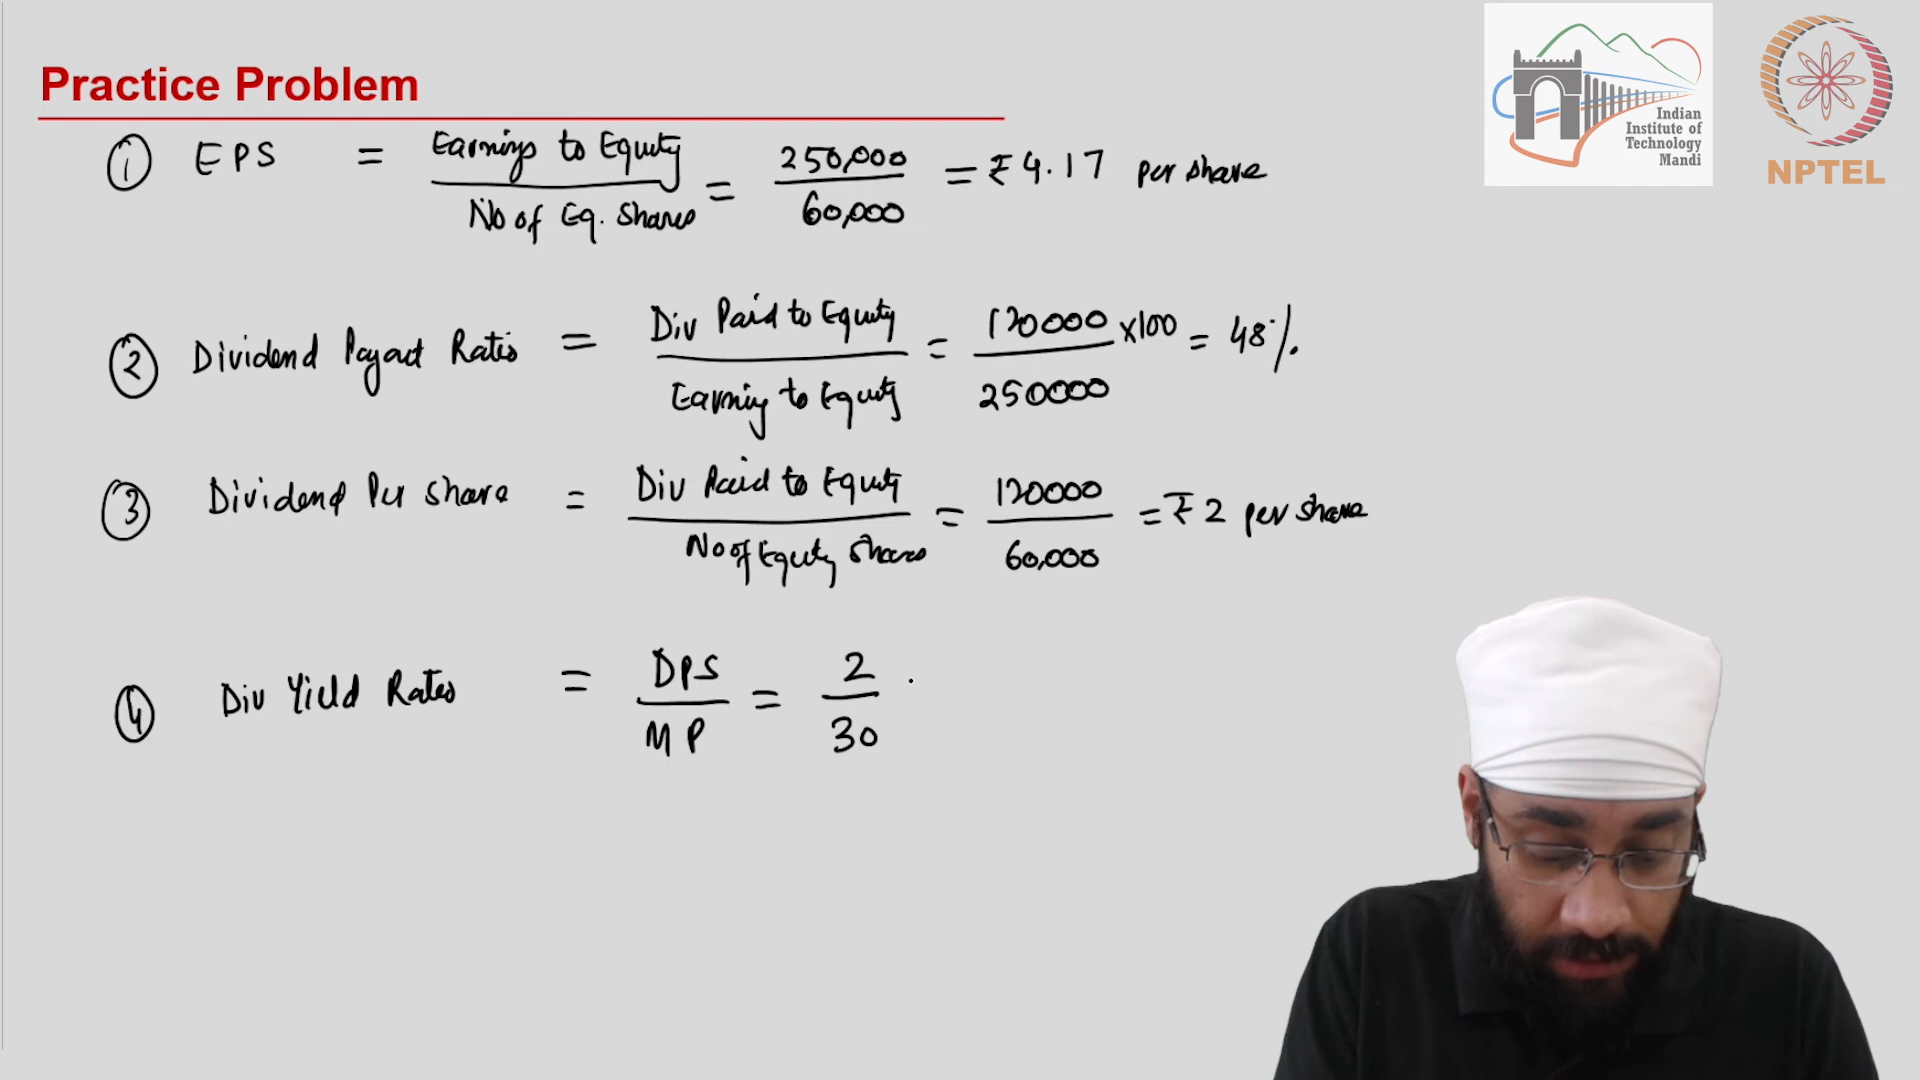 Practice Problem
Indian
Institute of
Technology
Mandi
NPTEL
① EPS = Earnings to Equity / No of Eq. Shares = 250,000 / 60,000 = ₹4.17 per share
② Dividend Payout Ratio = Div Paid to Equity / Earning to Equity = 120000 / 250000 x100 = 48%.
③ Dividend Per share = Div Paid to Equity / No of Equity Shares = 120000 / 60,000 = ₹2 per share
④ Div Yield Ratio = DPS / MP = 2 / 30